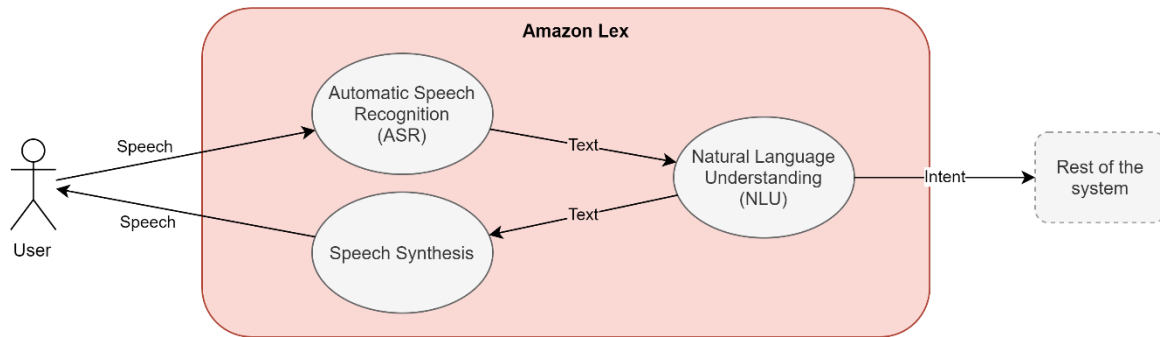 Amazon Lex
Automatic Speech
Recognition
(ASR)
Speech
Text
Natural Language
Understanding
(NLU)
Intent
Rest of the
system
Speech
Text
User
Speech Synthesis